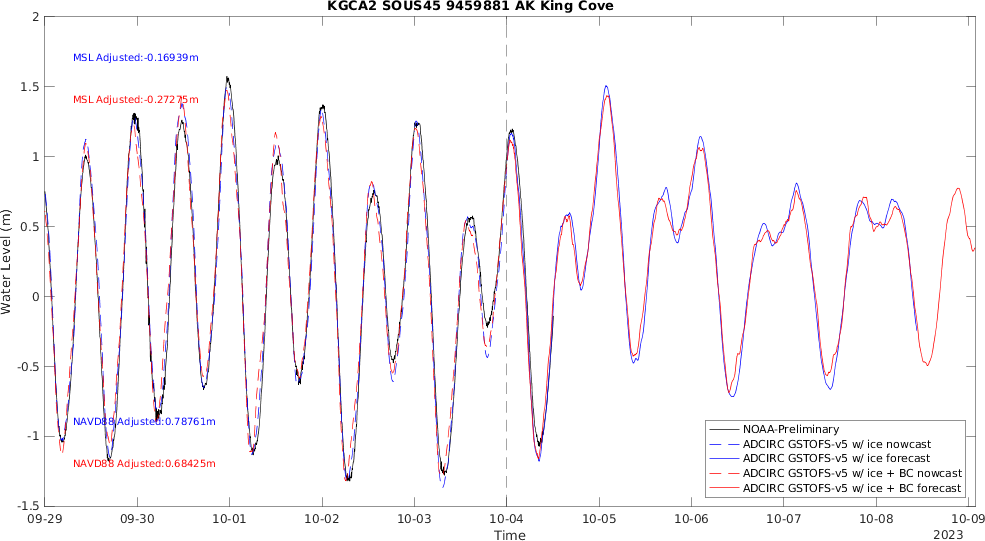 KGCA2 SOUS45 9459881 AK King Cove
2
1.5
1
0.5
0
-0.5
-1
-1.5
Water Level (m)
MSL Adjusted:-0.16939m
MSL Adjusted:-0.27275m
NAVD88 Adjusted:0.78761m
NAVD88 Adjusted:0.68425m
NOAA-Preliminary
ADCIRC GSTOFS-v5 w/ ice nowcast
ADCIRC GSTOFS-v5 w/ ice forecast
ADCIRC GSTOFS-v5 w/ ice + BC nowcast
ADCIRC GSTOFS-v5 w/ ice + BC forecast
09-29 09-30 10-01 10-02 10-03 10-04 10-05 10-06 10-07 10-08 10-09
Time
2023